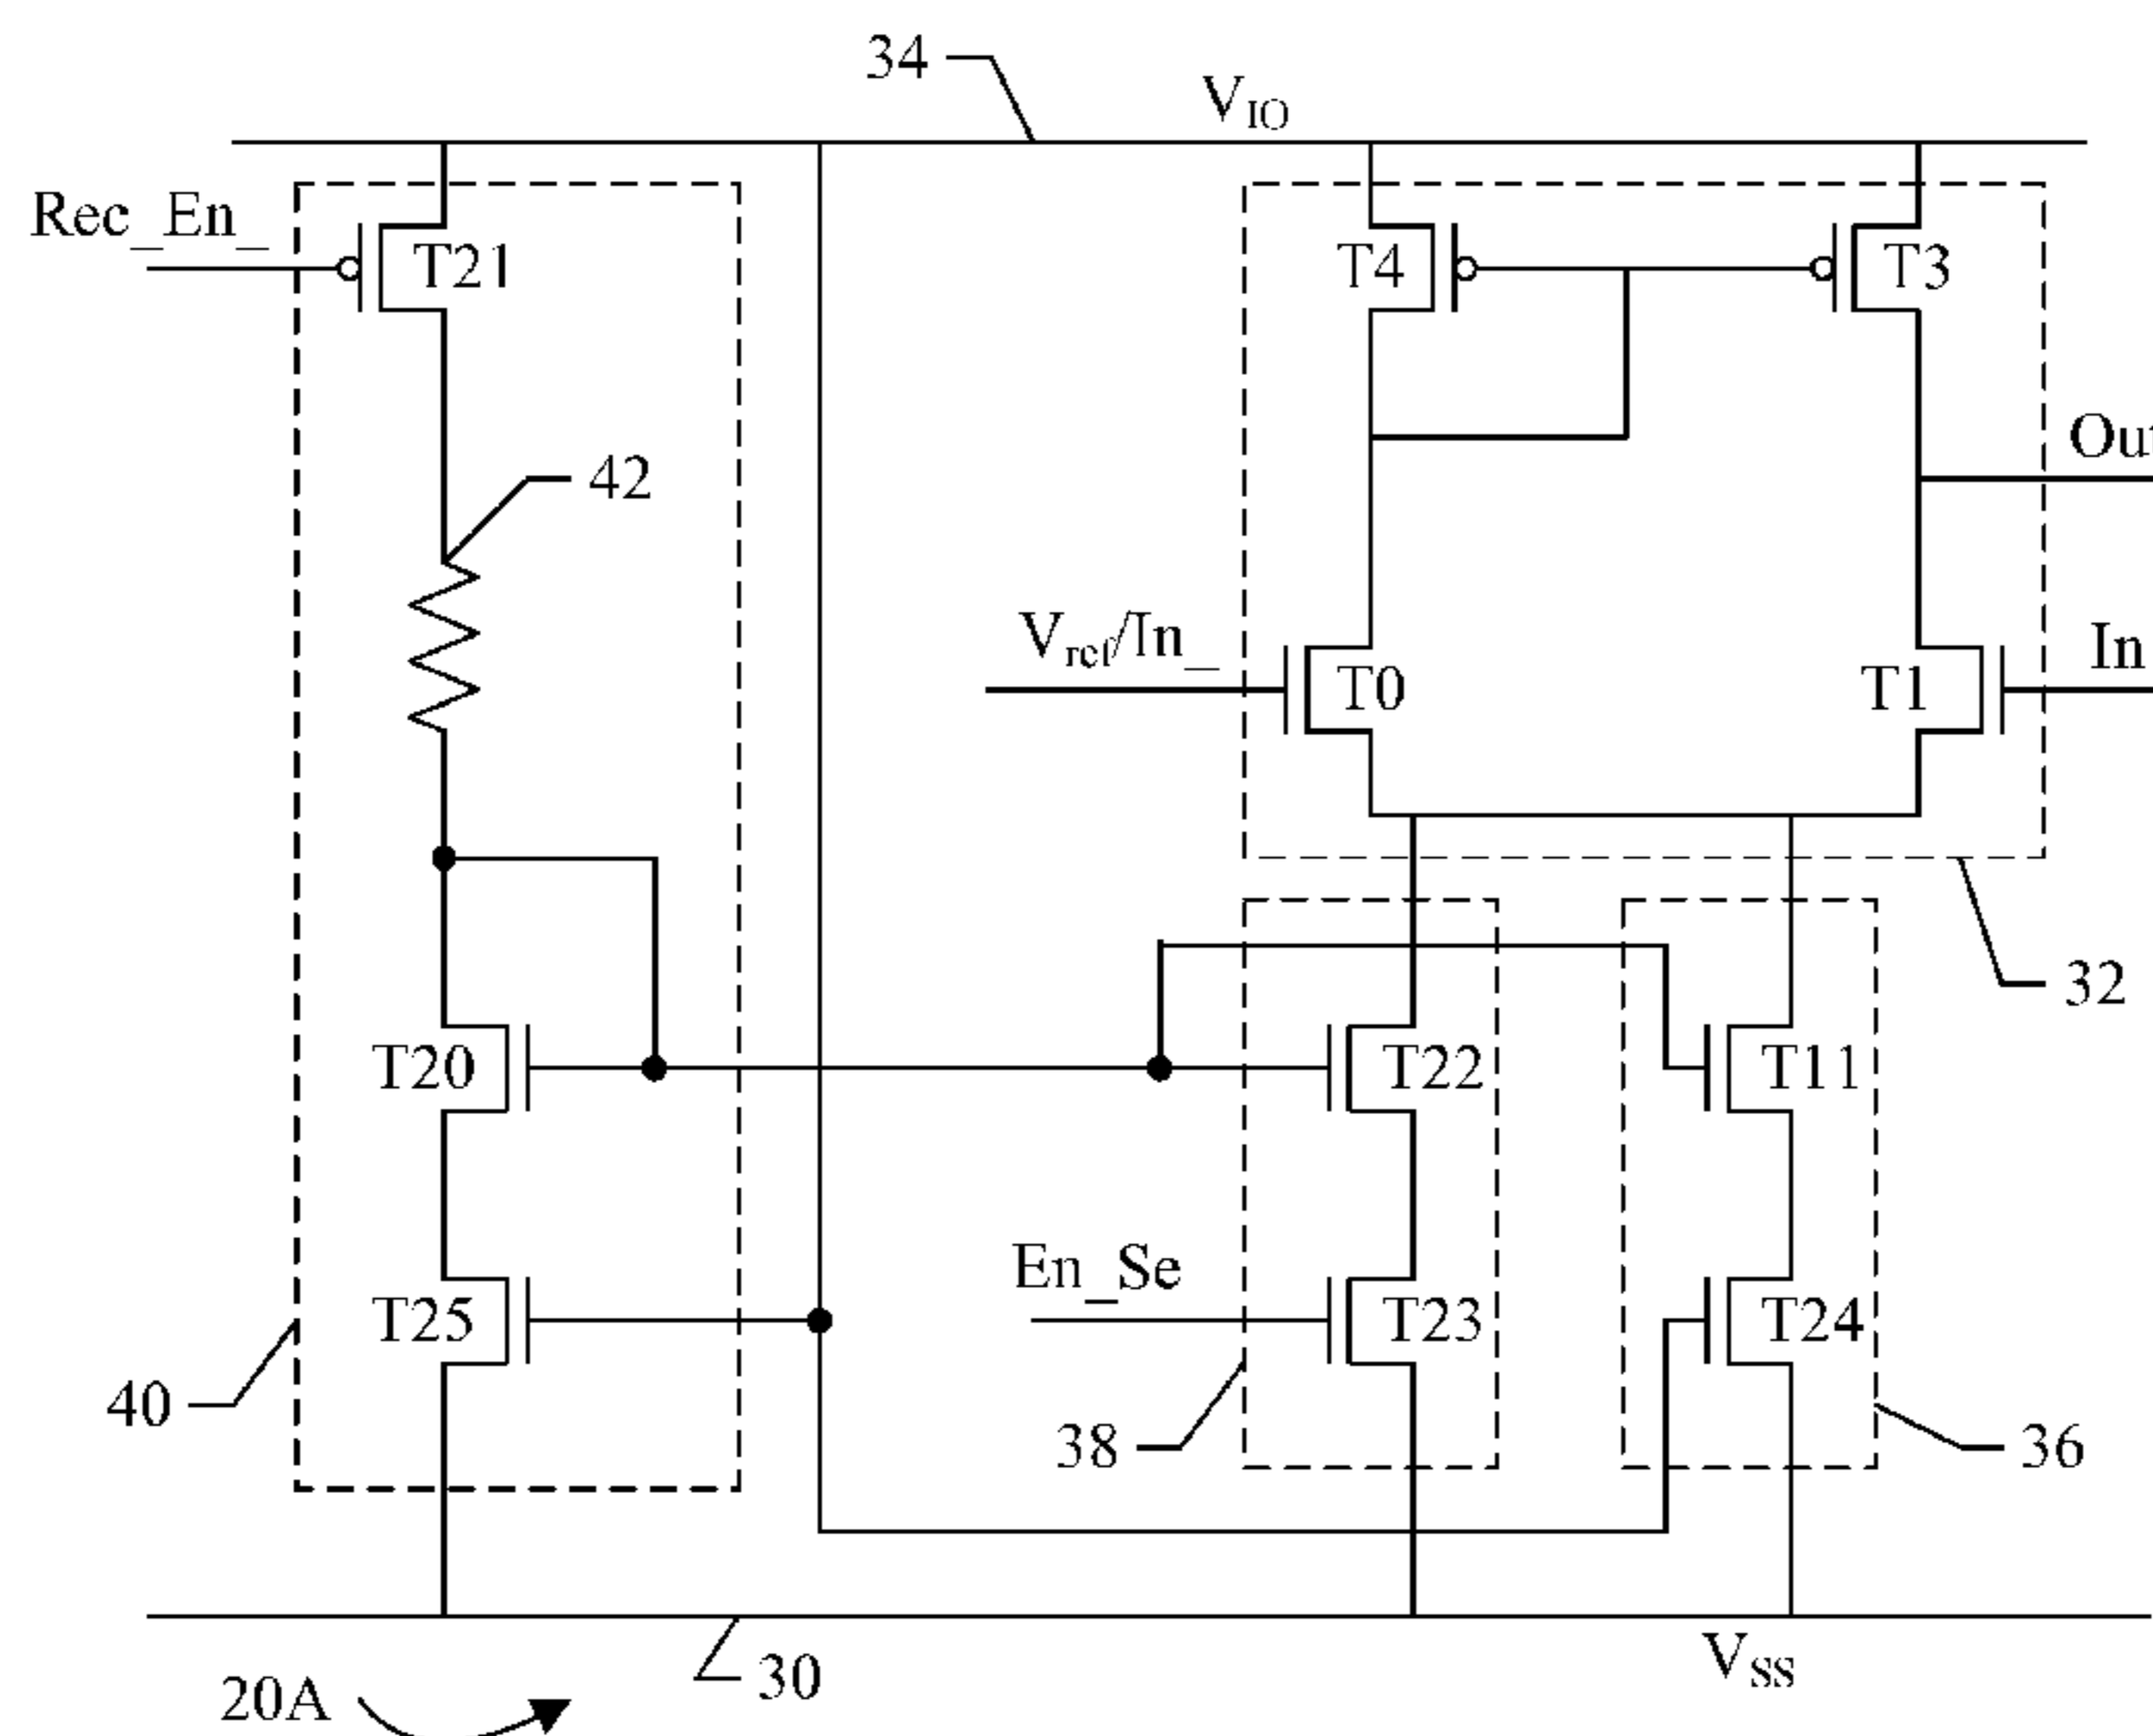 34
V_IO
Rec_En_
T21
T4
T3
Out
42
V_ref/In_
T0
T1
In
32
T20
T22
T11
En_Se
T25
T23
T24
40
38
36
30
V_SS
20A